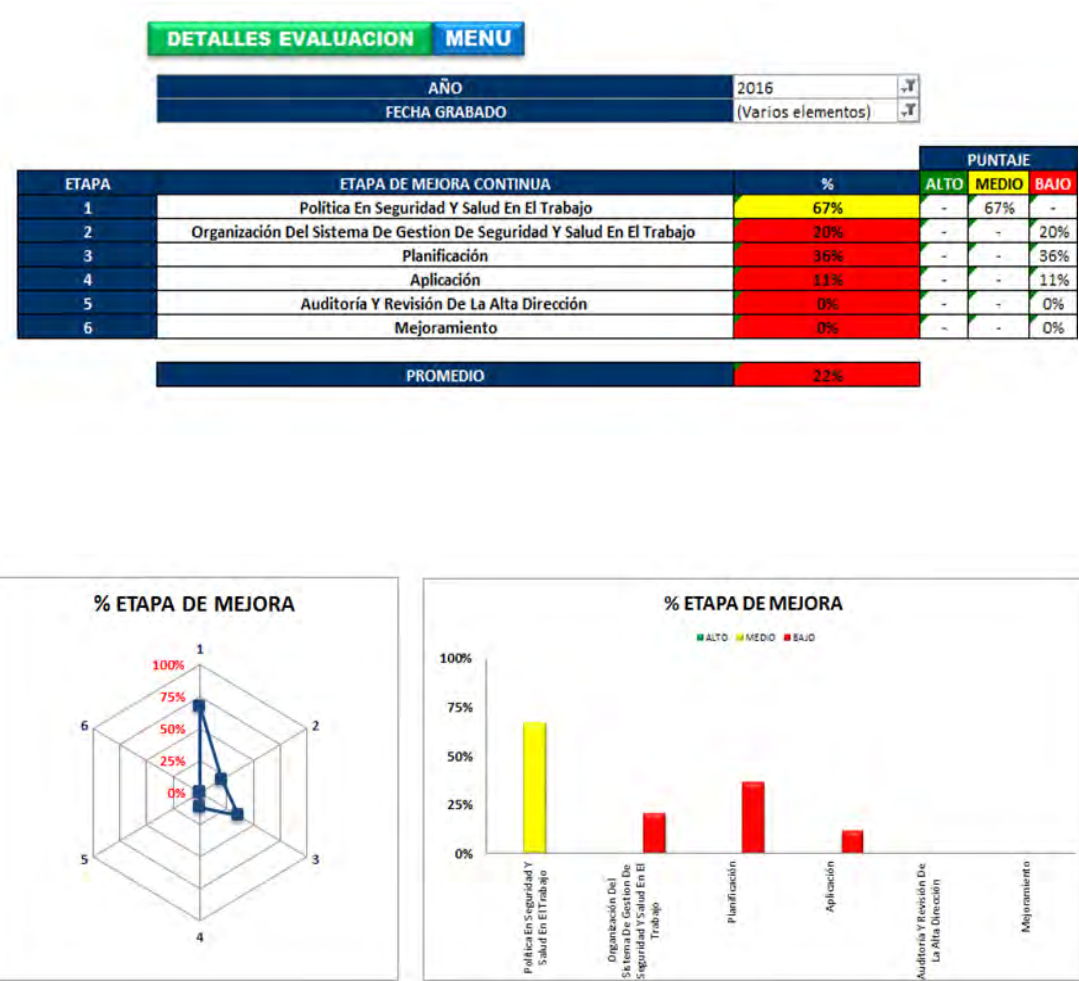 DETALLES EVALUACION MENU
AÑO 2016
FECHA GRABADO (Varios elementos)
PUNTAJE
ETAPA ETAPA DE MEJORA CONTINUA % ALTO MEDIO BAJO
1 Política En Seguridad Y Salud En El Trabajo 67% - 67% -
2 Organización Del Sistema De Gestion De Seguridad Y Salud En El Trabajo 20% - - 20%
3 Planificación 36% - - 36%
4 Aplicación 11% - - 11%
5 Auditoría Y Revisión De La Alta Dirección 0% - - 0%
6 Mejoramiento 0% - - 0%
PROMEDIO 22%
% ETAPA DE MEJORA
1
100%
75%
6 50% 2
25%
0%
5 3
4
% ETAPA DE MEJORA
ALTO MEDIO BAJO
100%
75%
50%
25%
0%
Política En Seguridad Y
Salud En El Trabajo
Organización Del
Sistema De Gestion De
Seguridad Y Salud En El
Trabajo
Planificación
Aplicación
Auditoría Y Revisión De
La Alta Dirección
Mejoramiento